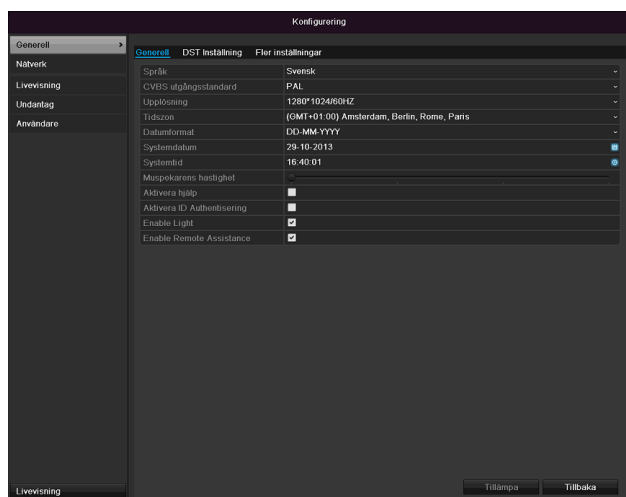 Konfigurering
Generell
Nätverk
Livevisning
Undantag
Användare
Generell DST Inställning Fler inställningar
Språk Svensk
CVBS utgångsstandard PAL
Upplösning 1280*1024/60HZ
Tidszon (GMT+01:00) Amsterdam, Berlin, Rome, Paris
Datumformat DD-MM-YYYY
Systemdatum 29-10-2013
Systemtid 16:40:01
Muspekarens hastighet
Aktivera hjälp
Aktivera ID Authentisering
Enable Light
Enable Remote Assistance
Livevisning
Tillämpa Tillbaka